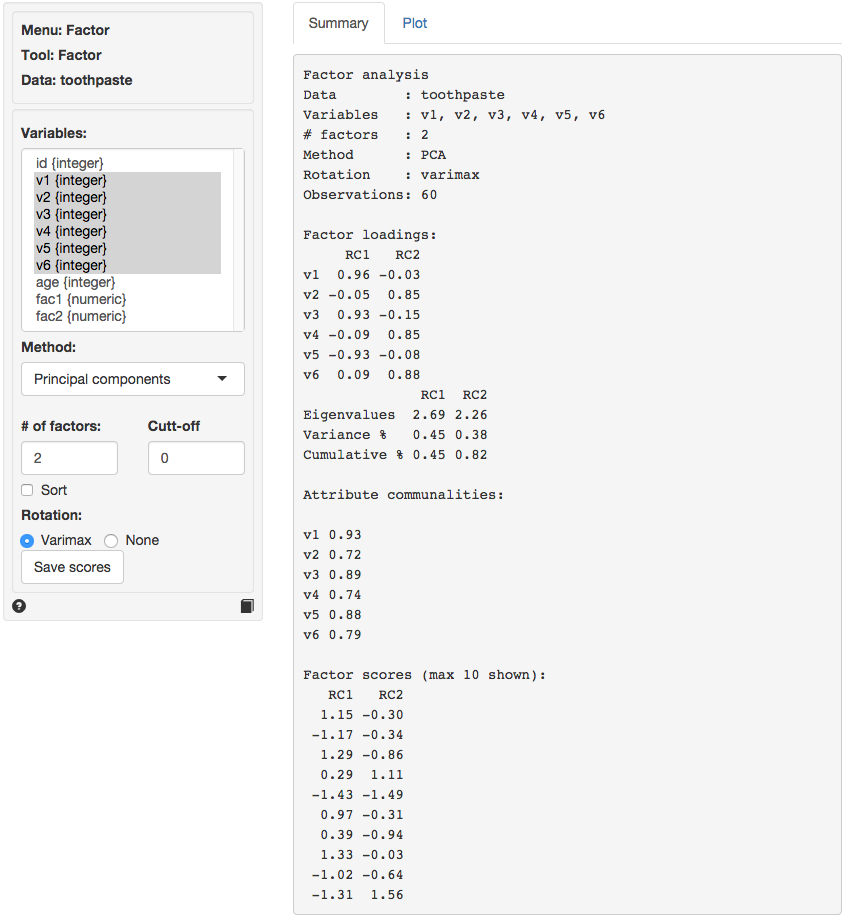 Menu: Factor
Tool: Factor
Data: toothpaste
Variables:
id {integer}
v1 {integer}
v2 {integer}
v3 {integer}
v4 {integer}
v5 {integer}
v6 {integer}
age {integer}
fac1 {numeric}
fac2 {numeric}
Method:
Principal components
# of factors: Cutt-off
2 0
Sort
Rotation:
Varimax None
Save scores
?
Summary Plot
Factor analysis
Data : toothpaste
Variables : v1, v2, v3, v4, v5, v6
# factors : 2
Method : PCA
Rotation : varimax
Observations: 60
Factor loadings:
RC1 RC2
v1 0.96 -0.03
v2 -0.05 0.85
v3 0.93 -0.15
v4 -0.09 0.85
v5 -0.93 -0.08
v6 0.09 0.88
RC1 RC2
Eigenvalues 2.69 2.26
Variance % 0.45 0.38
Cumulative % 0.45 0.82
Attribute communalities:
v1 0.93
v2 0.72
v3 0.89
v4 0.74
v5 0.88
v6 0.79
Factor scores (max 10 shown):
RC1 RC2
1.15 -0.30
-1.17 -0.34
1.29 -0.86
0.29 1.11
-1.43 -1.49
0.97 -0.31
0.39 -0.94
1.33 -0.03
-1.02 -0.64
-1.31 1.56